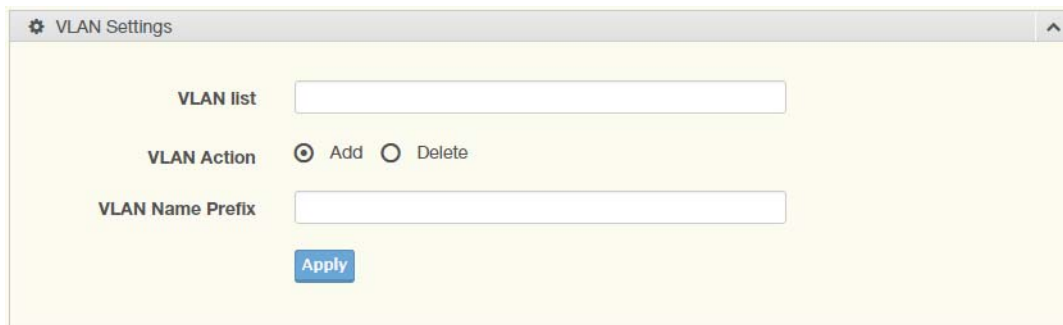 VLAN Settings
VLAN list
VLAN Action Add Delete
VLAN Name Prefix
Apply